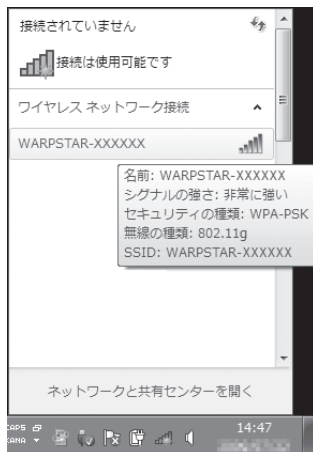 接続されていません
接続は使用可能です
ワイヤレス ネットワーク接続
WARPSTAR-XXXXXX
名前: WARPSTAR-XXXXXX
シグナルの強さ: 非常に強い
セキュリティの種類: WPA-PSK
無線の種類: 802.11g
SSID: WARPSTAR-XXXXXX
ネットワークと共有センターを開く
CAPS
KANA
14:47